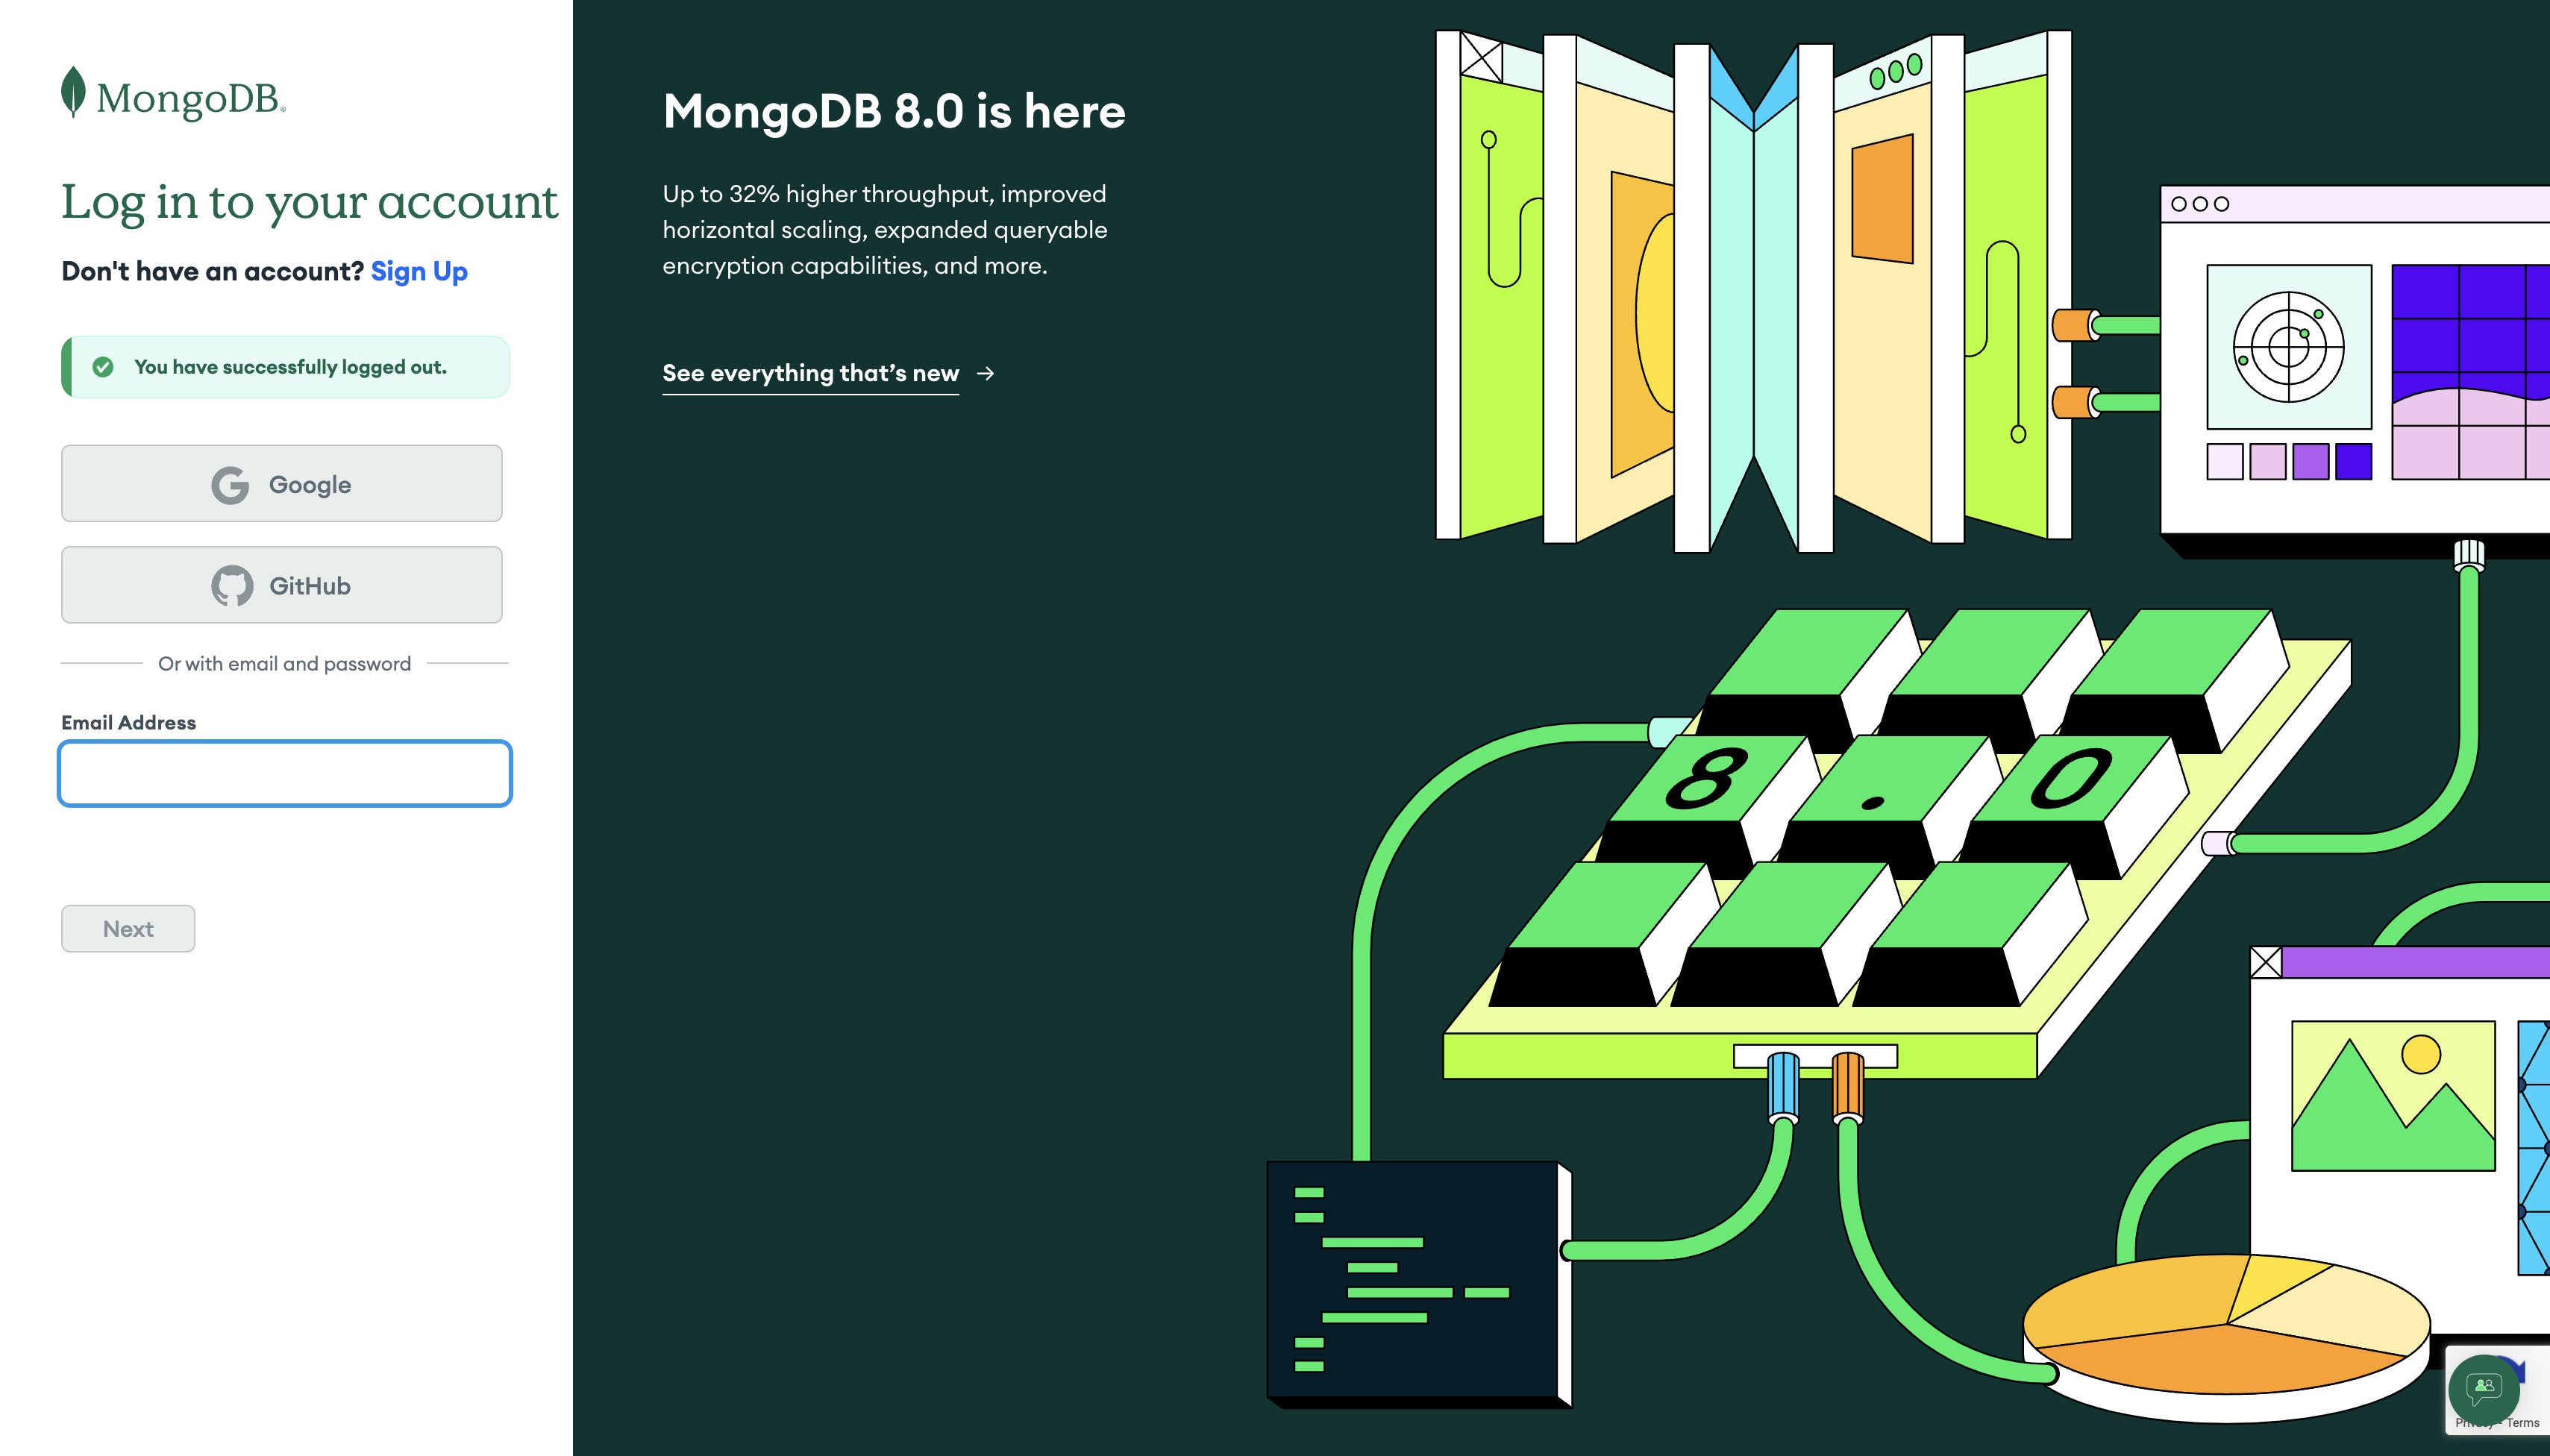 MongoDB®
Log in to your account
Don't have an account? Sign Up
You have successfully logged out.
Google
GitHub
Or with email and password
Email Address
Next
MongoDB 8.0 is here
Up to 32% higher throughput, improved
horizontal scaling, expanded queryable
encryption capabilities, and more.
See everything that’s new →
8 . 0
- Terms